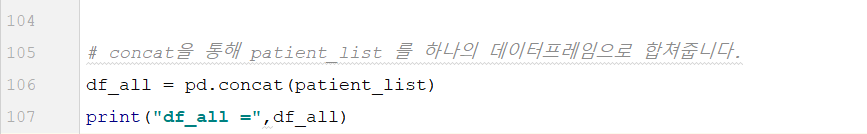 104
105 # concat을 통해 patient_list 를 하나의 데이터프레임으로 합쳐줍니다.
106 df_all = pd.concat(patient_list)
107 print("df_all =",df_all)